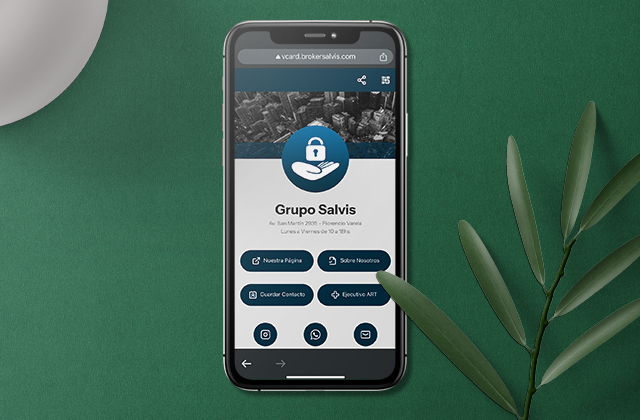 vcard.brokersalvis.com
Grupo Salvis
Av. San Martín 2908 - Florencio Varela
Lunes a Viernes de 10 a 18hs
Nuestra Página
Sobre Nosotros
Guardar Contacto
Ejecutivo ART